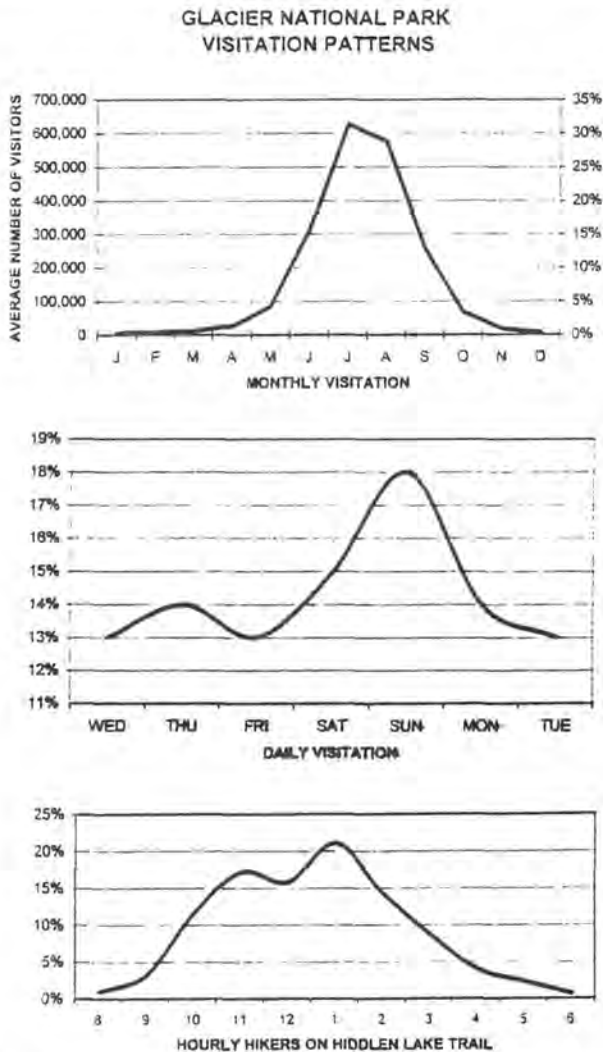 GLACIER NATIONAL PARK
VISITATION PATTERNS
AVERAGE NUMBER OF VISITORS
700,000 35%
600,000 30%
500,000 25%
400,000 20%
300,000 15%
200,000 10%
100,000 5%
0 0%
J F M A M J J A S O N D
MONTHLY VISITATION
19%
18%
17%
16%
15%
14%
13%
12%
11%
WED THU FRI SAT SUN MON TUE
DAILY VISITATION
25%
20%
15%
10%
5%
0%
8 9 10 11 12 1 2 3 4 5 6
HOURLY HIKERS ON HIDDLEN LAKE TRAIL